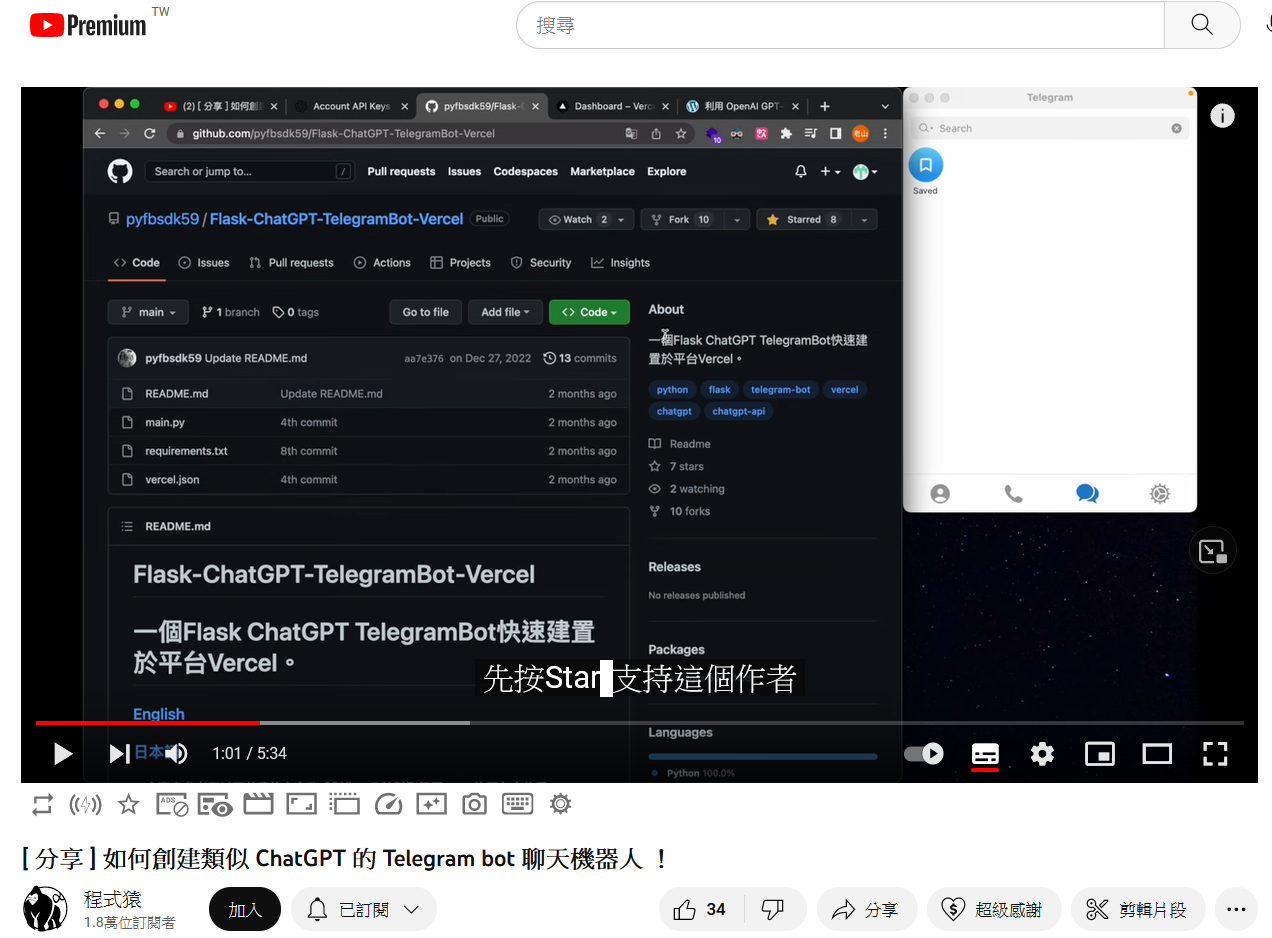 Premium TW
搜尋
(2) [ 分享 ] 如何創
Account API Keys
pyfbsdk59/Flask-C
Dashboard – Verc
利用 OpenAI GPT-
Telegram
github.com/pyfbsdk59/Flask-ChatGPT-TelegramBot-Vercel
10
Search
Search or jump to...
/
Pull requests
Issues
Codespaces
Marketplace
Explore
Saved
pyfbsdk59 / Flask-ChatGPT-TelegramBot-Vercel
Public
Watch 2
Fork 10
Starred 8
Code
Issues
Pull requests
Actions
Projects
Security
Insights
main
1 branch
0 tags
Go to file
Add file
Code
About
一個Flask ChatGPT TelegramBot快速建
置於平台Vercel。
pyfbsdk59 Update README.md
aa7e376 on Dec 27, 2022
13 commits
README.md Update README.md 2 months ago
main.py 4th commit 2 months ago
requirements.txt 8th commit 2 months ago
vercel.json 4th commit 2 months ago
python flask telegram-bot vercel
chatgpt chatgpt-api
Readme
7 stars
2 watching
10 forks
README.md
Flask-ChatGPT-TelegramBot-Vercel
一個Flask ChatGPT TelegramBot快速建置
於平台Vercel。
English
日本
Releases
No releases published
Packages
Languages
Python 100.0%
先按Star 支持這個作者
1:01 / 5:34
ADS
[ 分享 ] 如何創建類似 ChatGPT 的 Telegram bot 聊天機器人 ！
程式猿
1.8萬位訂閱者
加入
已訂閱
34
分享
超級感謝
剪輯片段